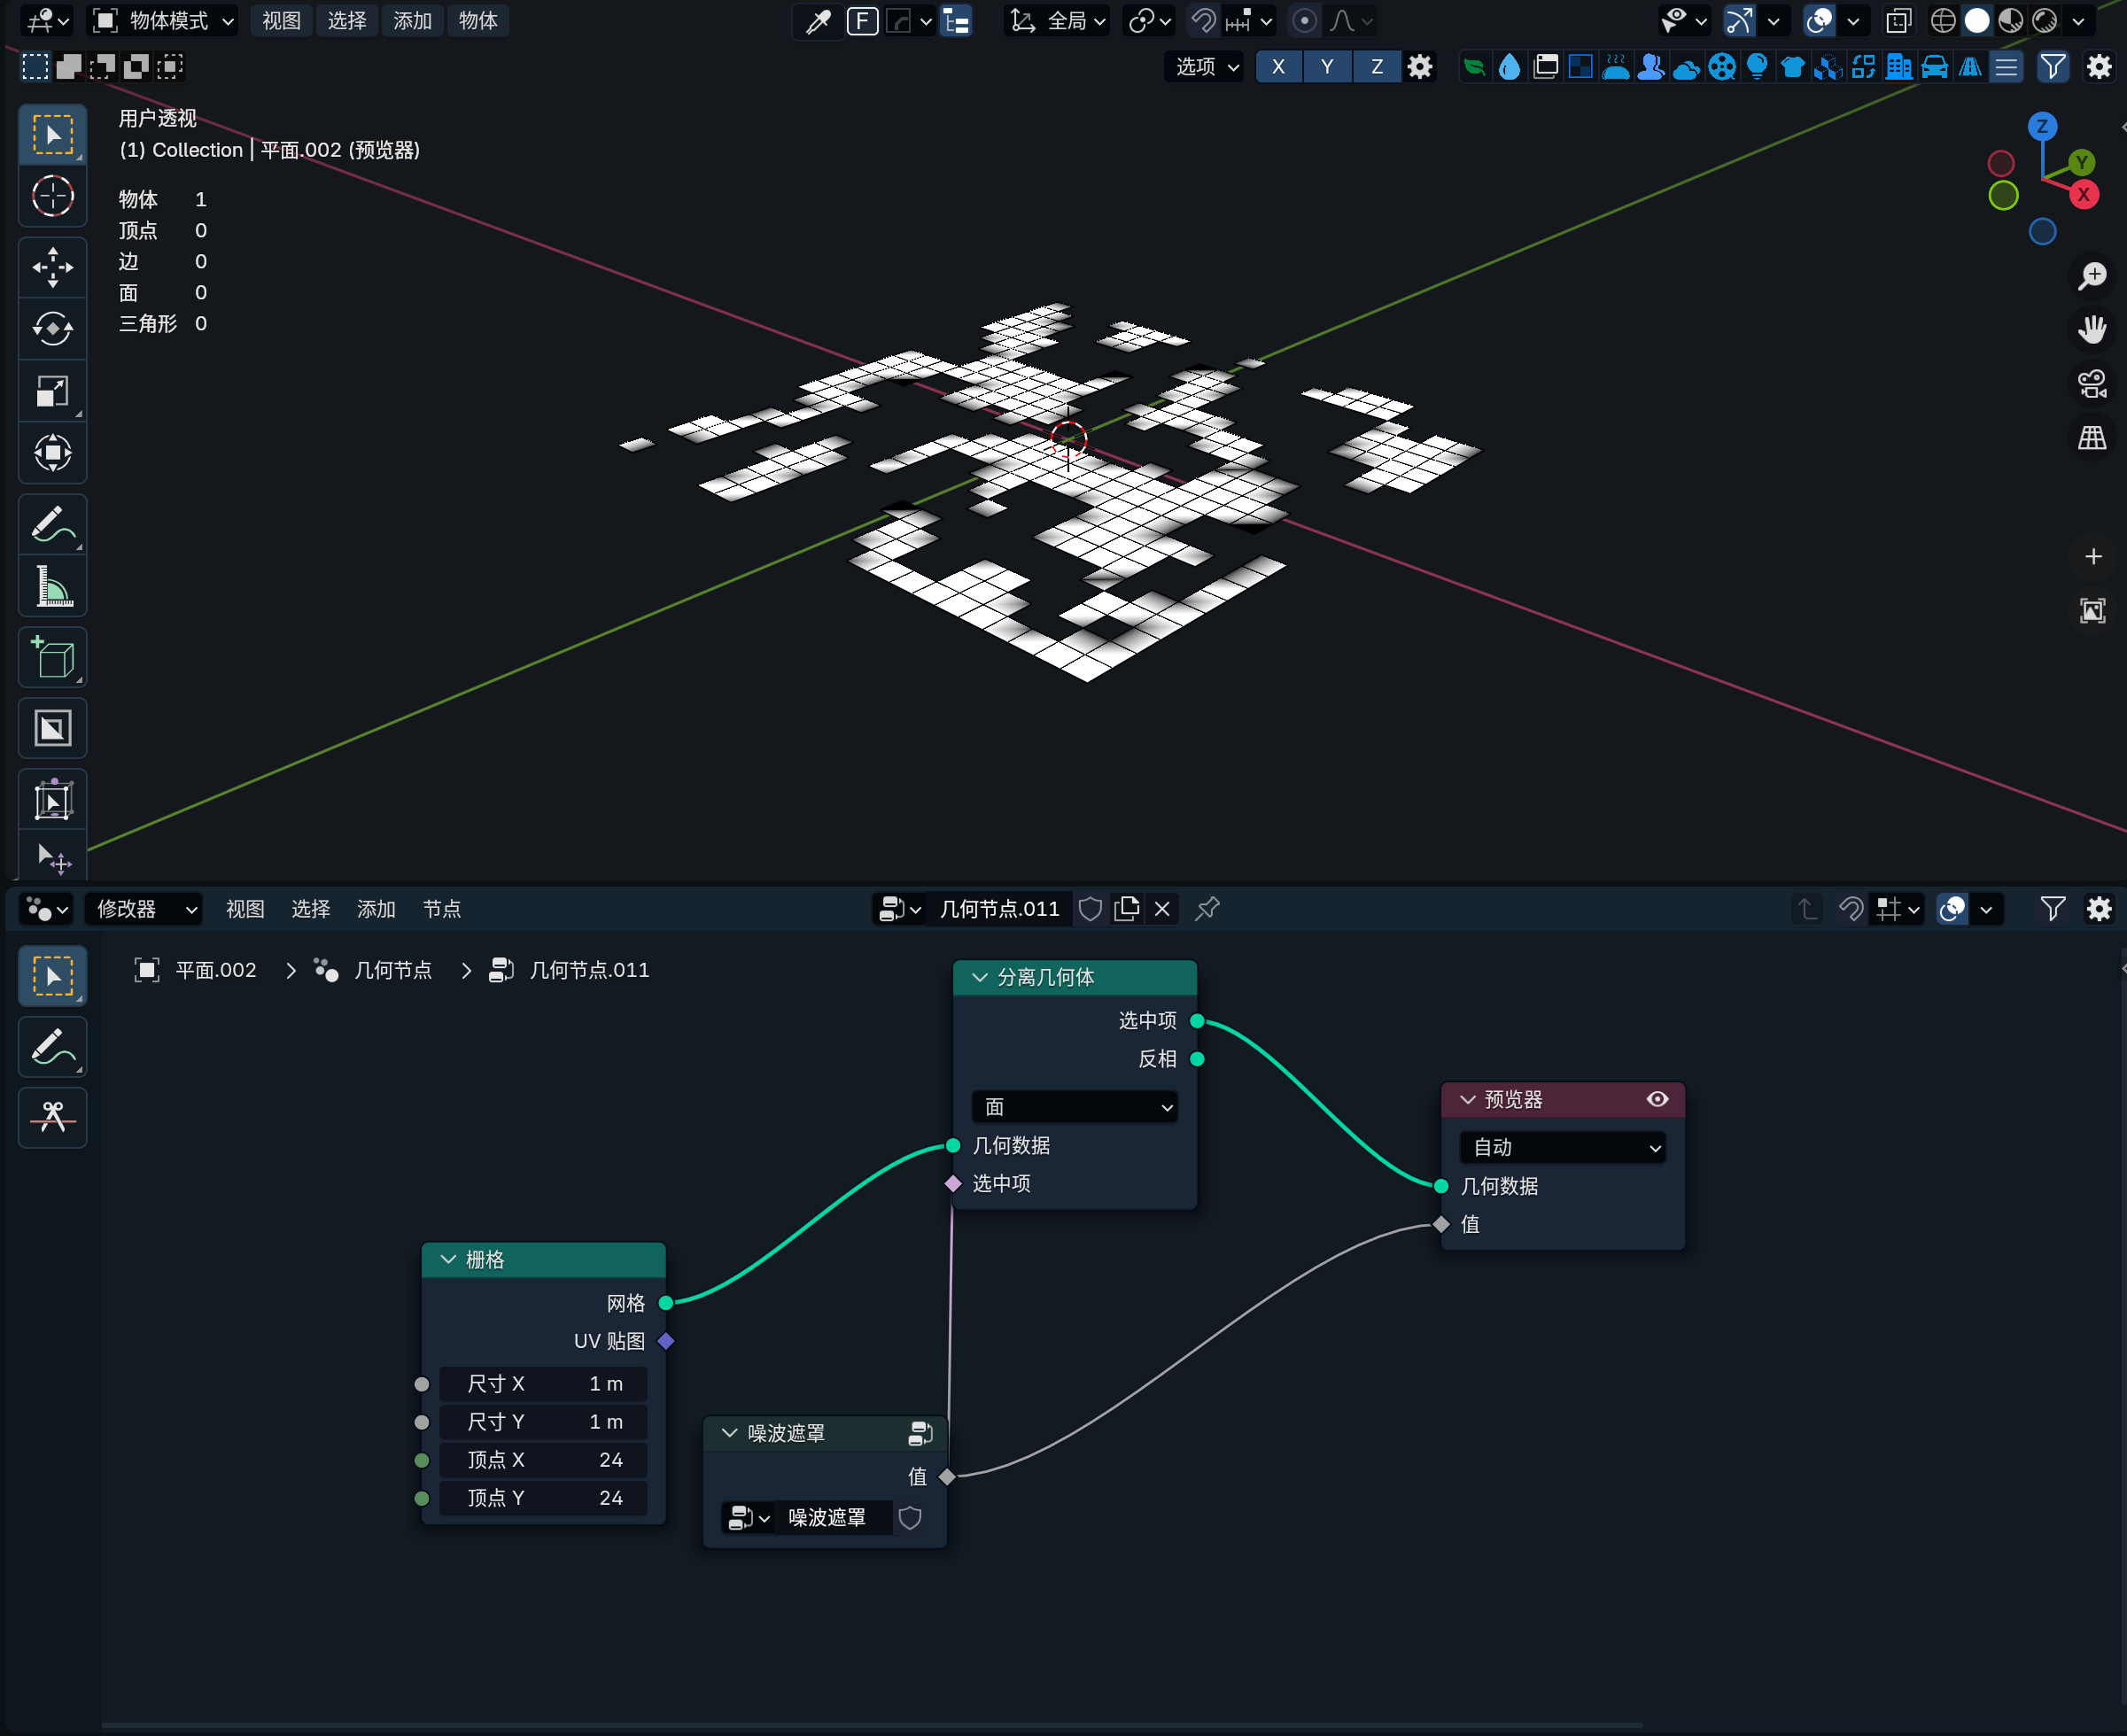 物体模式 视图 选择 添加 物体 F 全局
选项 X Y Z
用户透视
(1) Collection | 平面.002 (预览器)
物体 1
顶点 0
边 0
面 0
三角形 0
Z
Y
X
修改器 视图 选择 添加 节点 几何节点.011
平面.002 > 几何节点 > 几何节点.011
分离几何体
选中项
反相
面
几何数据
选中项
预览器
自动
几何数据
值
栅格
网格
UV 贴图
尺寸 X 1 m
尺寸 Y 1 m
顶点 X 24
顶点 Y 24
噪波遮罩
值
噪波遮罩